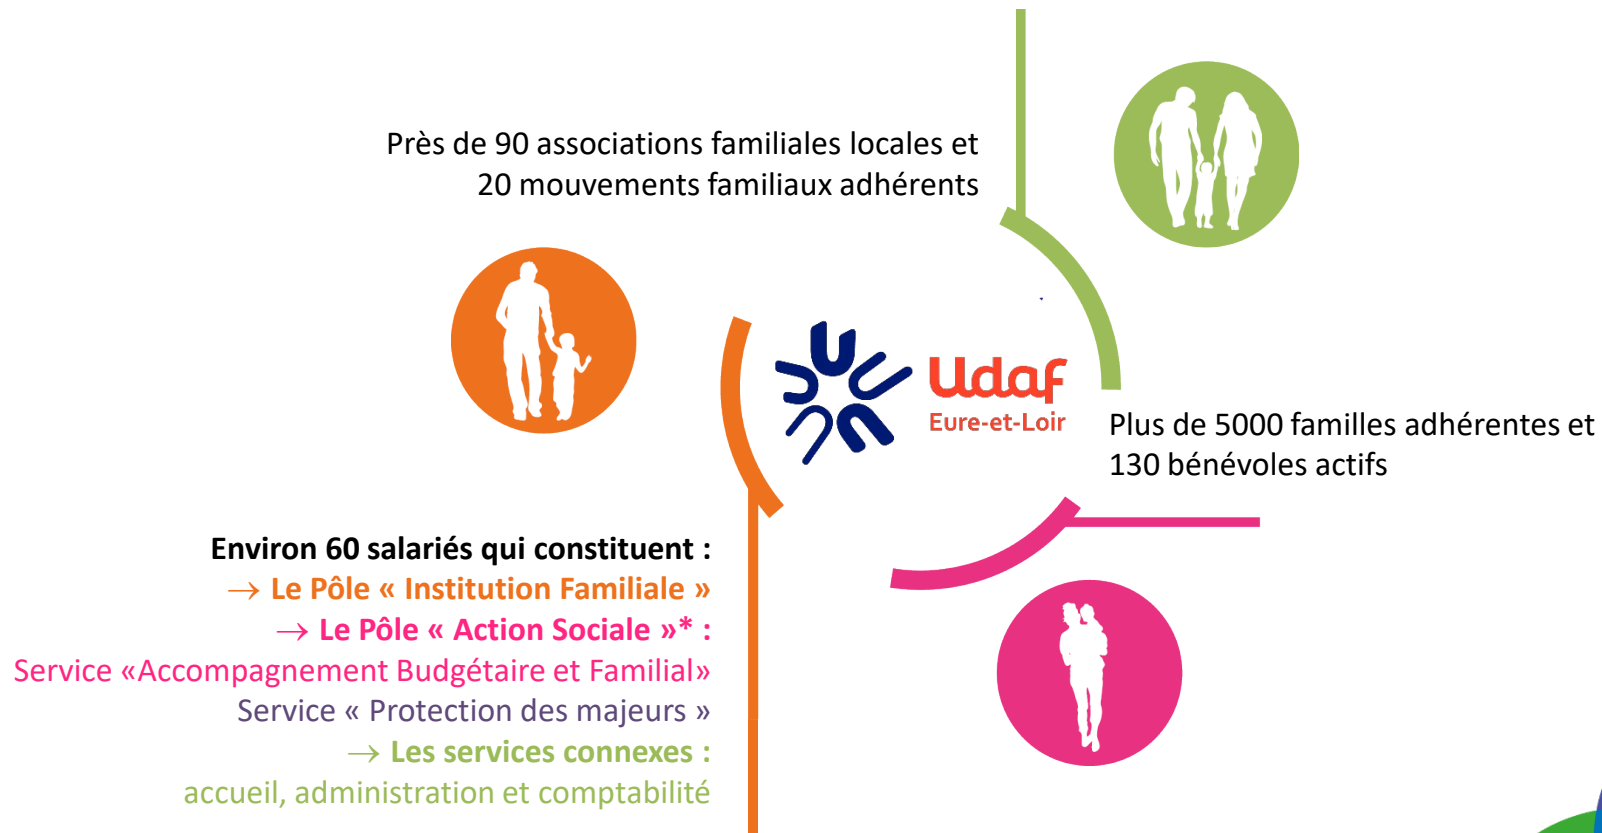 Près de 90 associations familiales locales et
20 mouvements familiaux adhérents
Udaf
Eure-et-Loir
Plus de 5000 familles adhérentes et
130 bénévoles actifs
Environ 60 salariés qui constituent :
→ Le Pôle « Institution Familiale »
→ Le Pôle « Action Sociale »* :
Service «Accompagnement Budgétaire et Familial»
Service « Protection des majeurs »
→ Les services connexes :
accueil, administration et comptabilité